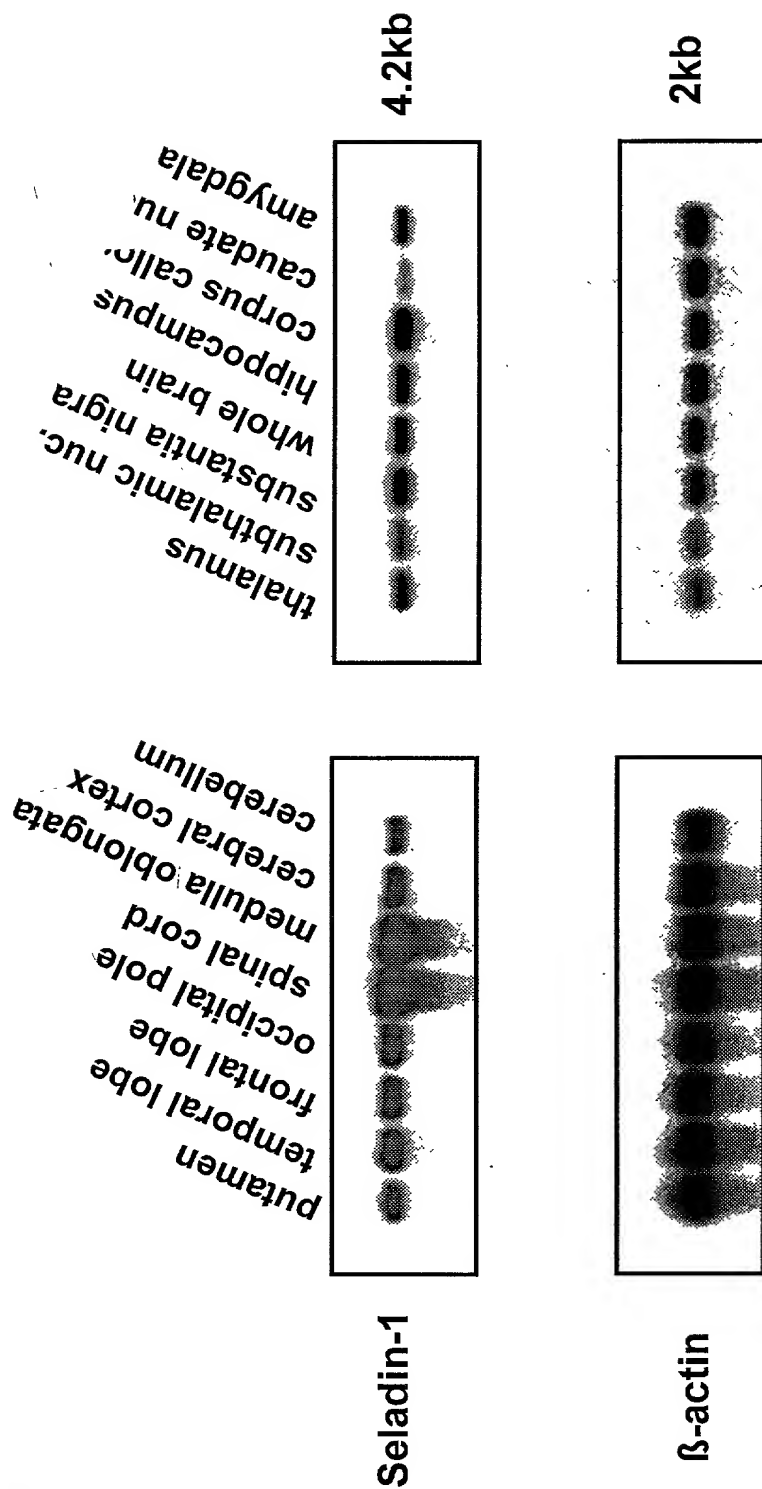 putamen
temporal lobe
frontal lobe
occipital pole
spinal cord
medulla oblongata
cerebral cortex
cerebellum
thalamus
subthalamic nuc.
substantia nigra
whole brain
hippocampus
corpus callo
caudate nu
amygdala
Seladin-1
4.2kb
ß-actin
2kb